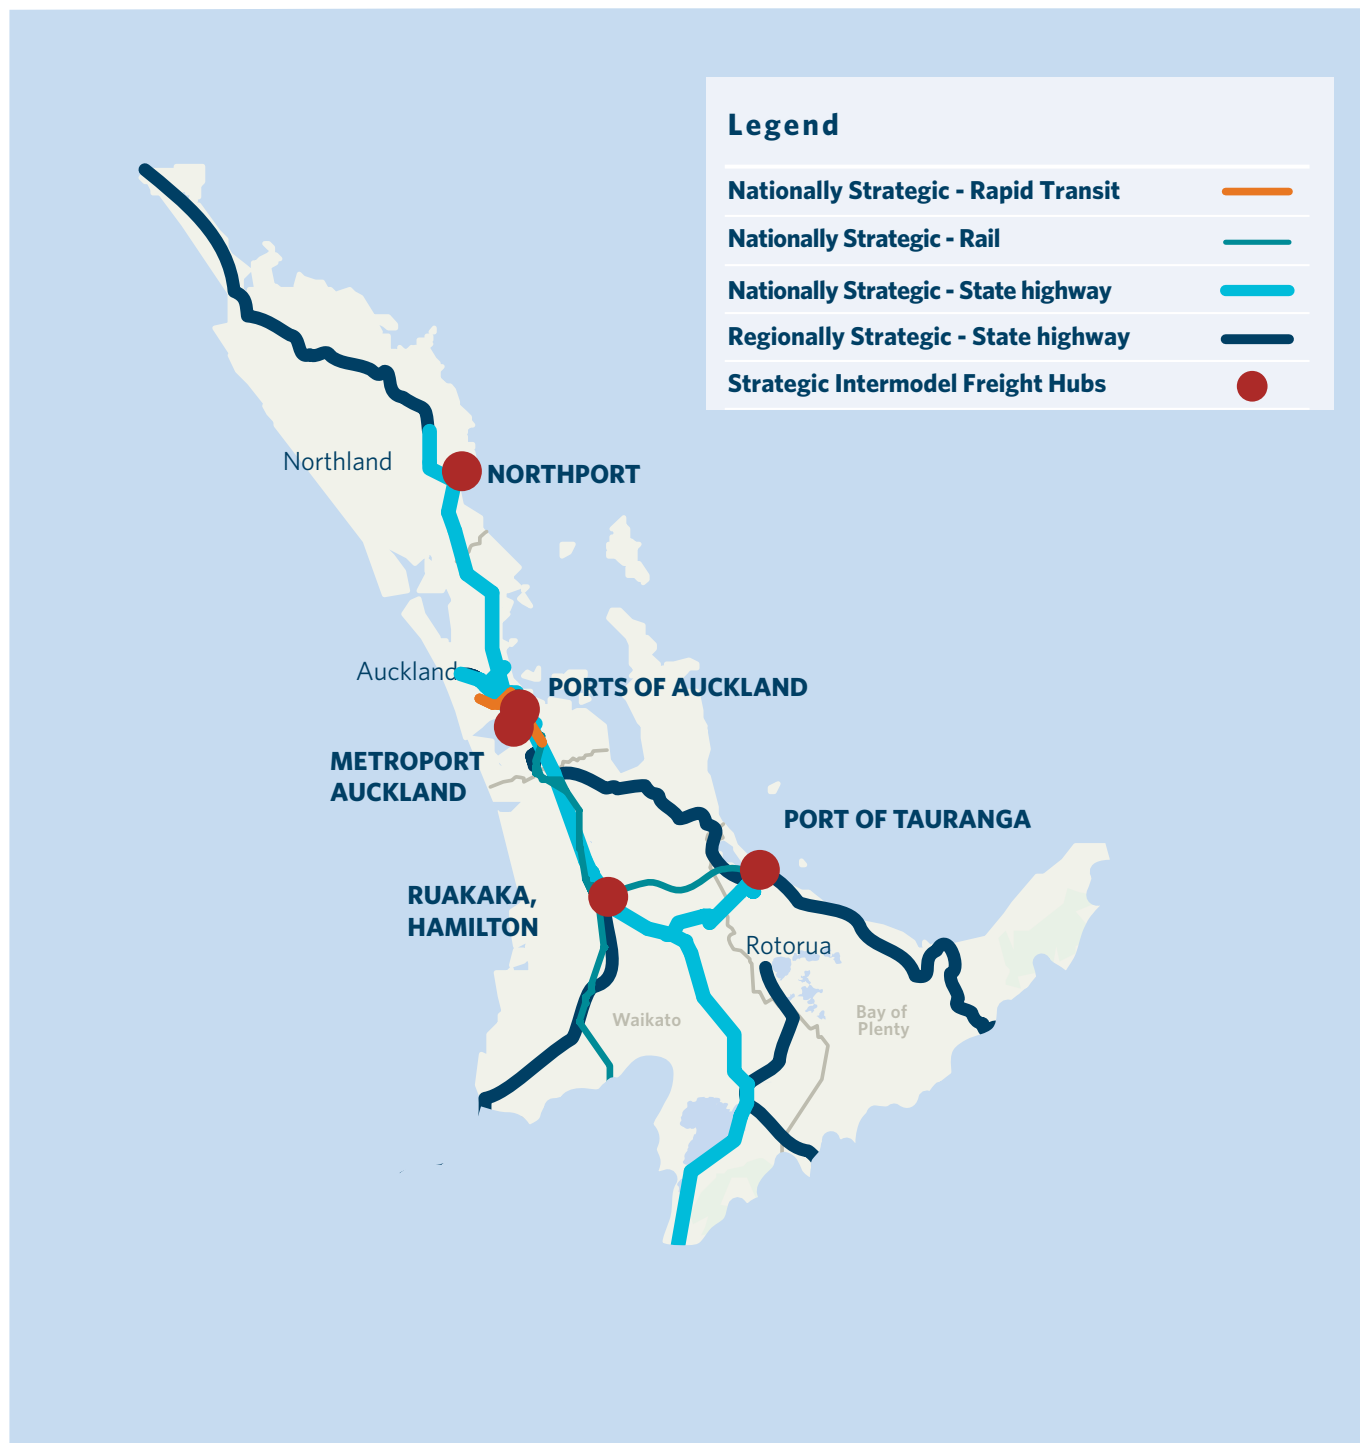 Legend
Nationally Strategic - Rapid Transit
Nationally Strategic - Rail
Nationally Strategic - State highway
Regionally Strategic - State highway
Strategic Intermodel Freight Hubs
Northland
NORTHPORT
Auckland
PORTS OF AUCKLAND
METROPORT
AUCKLAND
PORT OF TAURANGA
RUAKAKA,
HAMILTON
Rotorua
Waikato
Bay of
Plenty